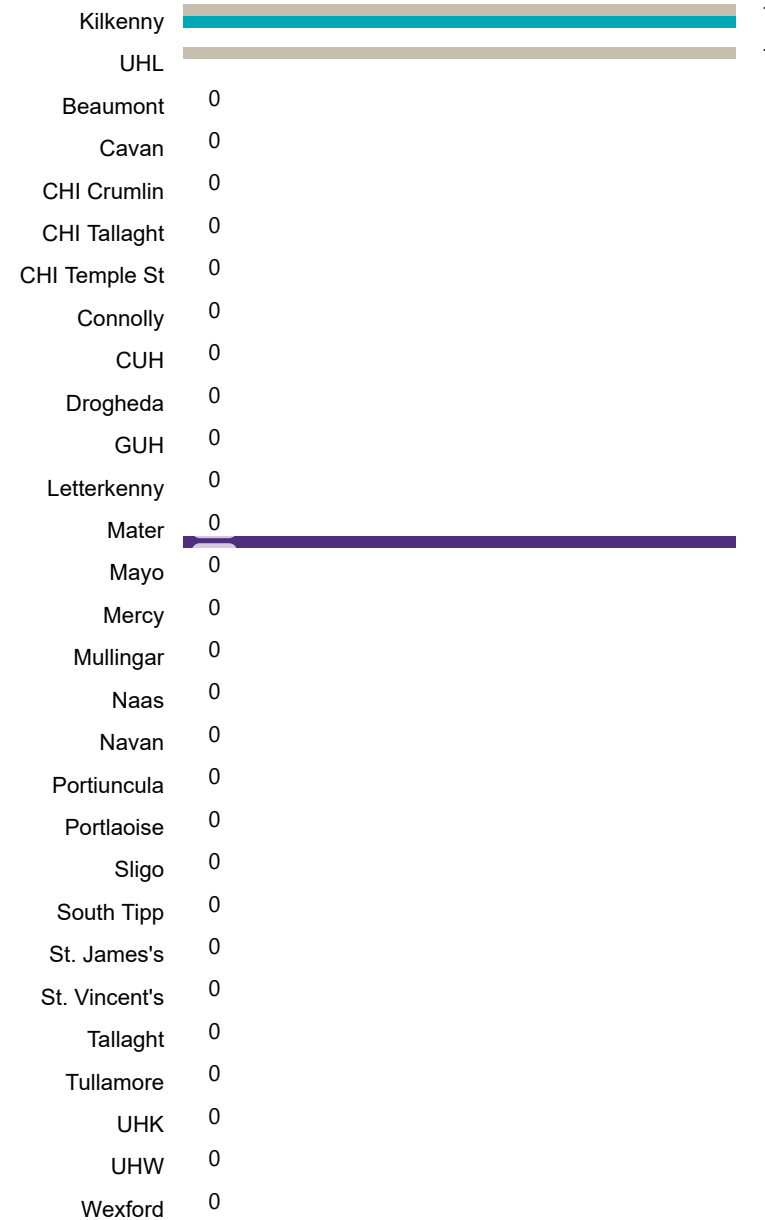 Kilkenny
UHL
Beaumont 0
Cavan 0
CHI Crumlin 0
CHI Tallaght 0
CHI Temple St 0
Connolly 0
CUH 0
Drogheda 0
GUH 0
Letterkenny 0
Mater 0
Mayo 0
Mercy 0
Mullingar 0
Naas 0
Navan 0
Portiuncula 0
Portlaoise 0
Sligo 0
South Tipp 0
St. James's 0
St. Vincent's 0
Tallaght 0
Tullamore 0
UHK 0
UHW 0
Wexford 0